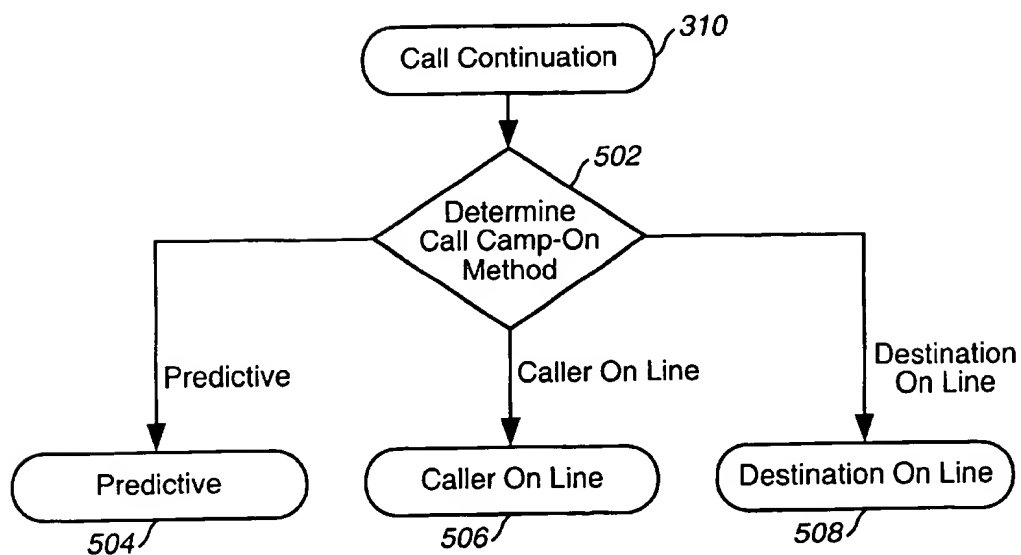 310
Call Continuation
502
Determine
Call Camp-On
Method
Predictive
Caller On Line
Destination
On Line
Predictive
Caller On Line
Destination On Line
504
506
508